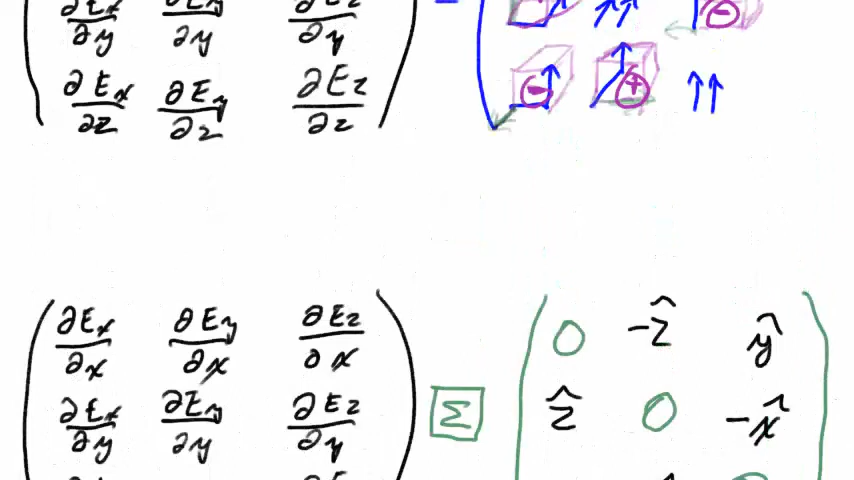 ∂Ex/∂y ∂Ey/∂y ∂Ez/∂y = ⊖
∂Ex/∂z ∂Ey/∂z ∂Ez/∂z ⊖ ⊕
∂Ex/∂x ∂Ey/∂x ∂Ez/∂x 0 -ẑ ŷ
∂Ex/∂y ∂Ey/∂y ∂Ez/∂y Σ ẑ 0 -x̂